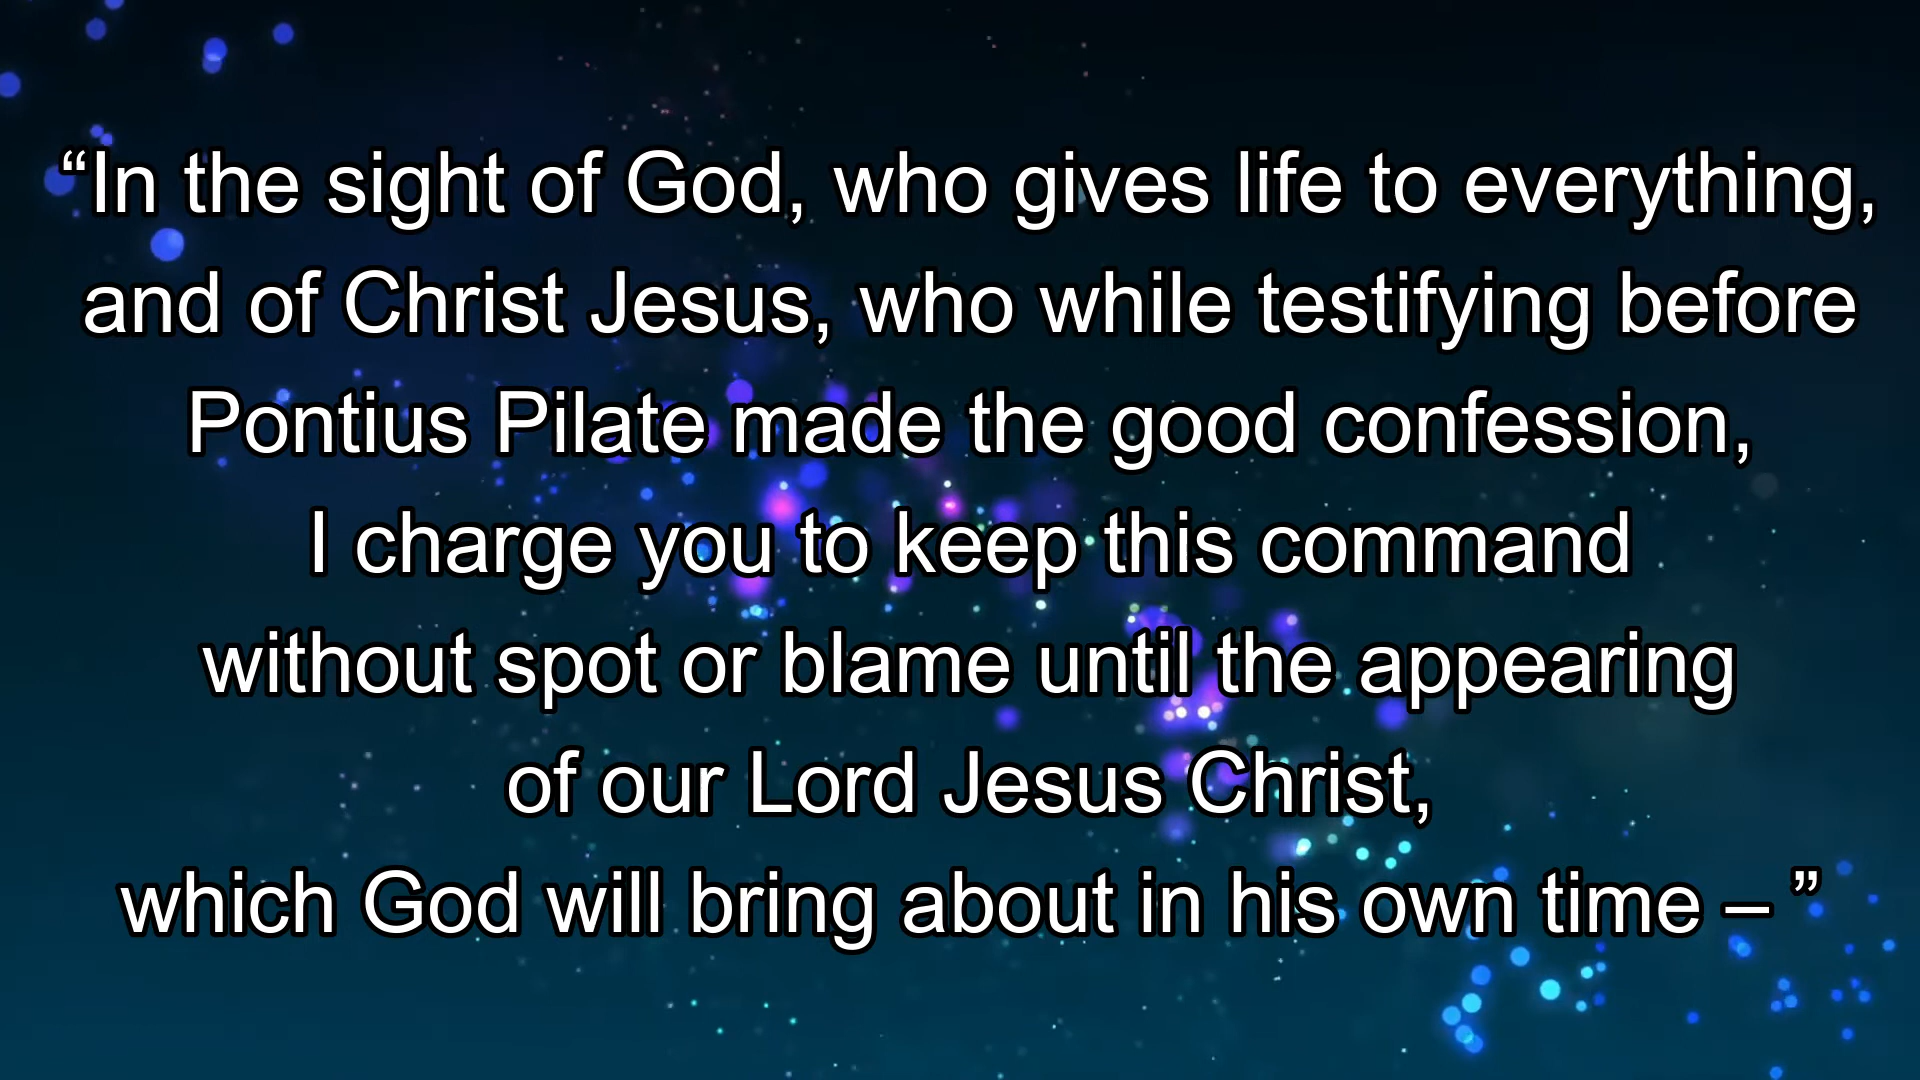 “In the sight of God, who gives life to everything,
and of Christ Jesus, who while testifying before
Pontius Pilate made the good confession,
I charge you to keep this command
without spot or blame until the appearing
of our Lord Jesus Christ,
which God will bring about in his own time – ”